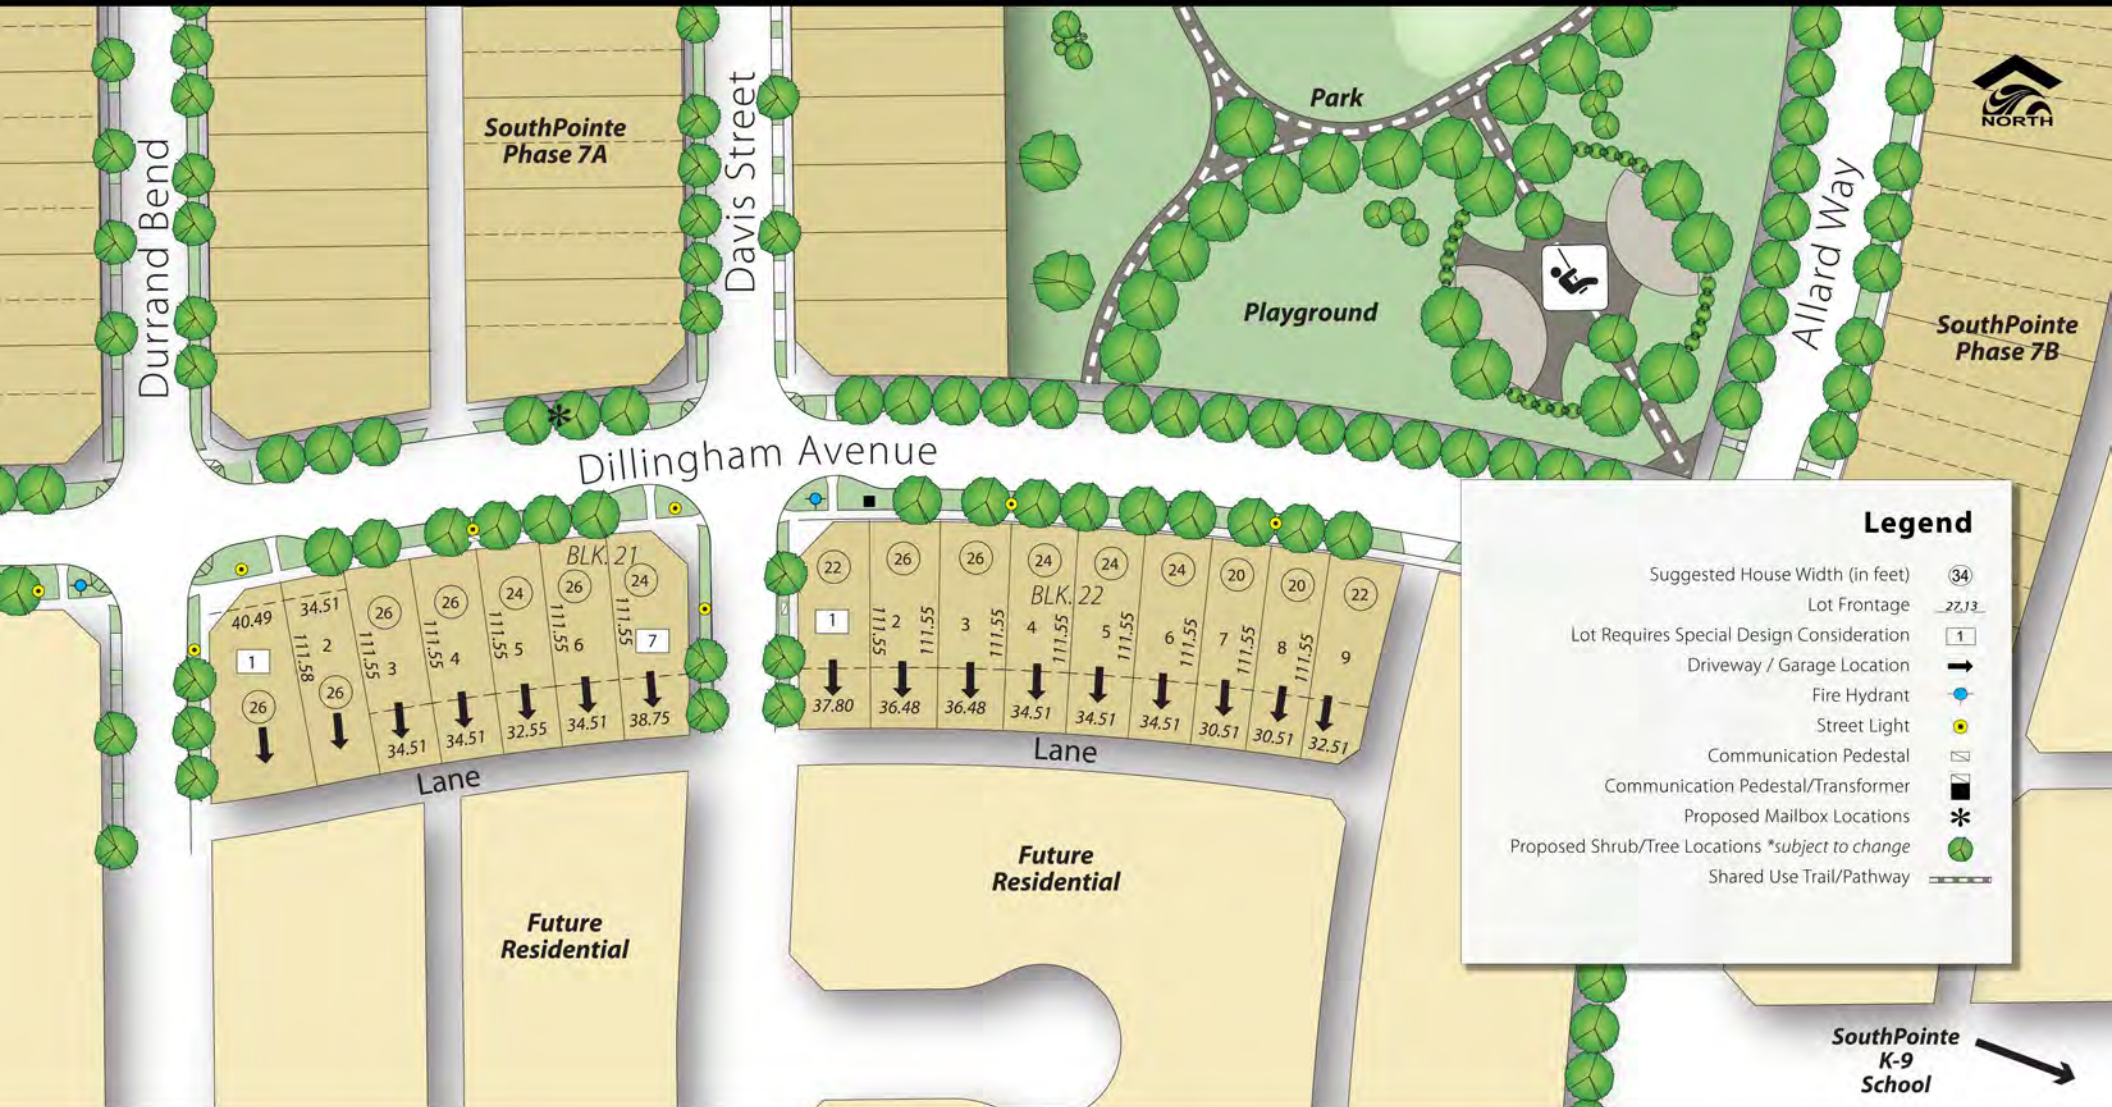 Park
NORTH
SouthPointe
Phase 7A
Durrand Bend
Davis Street
Allard Way
Playground
SouthPointe
Phase 7B
Dillingham Avenue
BLK. 21
40.49
1
26
34.51
2
111.58
26
26
111.55
3
34.51
26
111.55
4
34.51
24
111.55
5
32.55
26
111.55
6
34.51
24
111.55
7
38.75
Lane
BLK. 22
22
1
37.80
26
111.55
2
111.55
36.48
26
3
111.55
36.48
24
4
111.55
34.51
24
5
111.55
34.51
24
6
111.55
34.51
20
7
111.55
30.51
20
8
111.55
30.51
22
9
32.51
Lane
Future
Residential
Future
Residential
Legend
Suggested House Width (in feet) 34
Lot Frontage 27.13
Lot Requires Special Design Consideration 1
Driveway / Garage Location
Fire Hydrant
Street Light
Communication Pedestal
Communication Pedestal/Transformer
Proposed Mailbox Locations
Proposed Shrub/Tree Locations *subject to change
Shared Use Trail/Pathway
SouthPointe
K-9
School